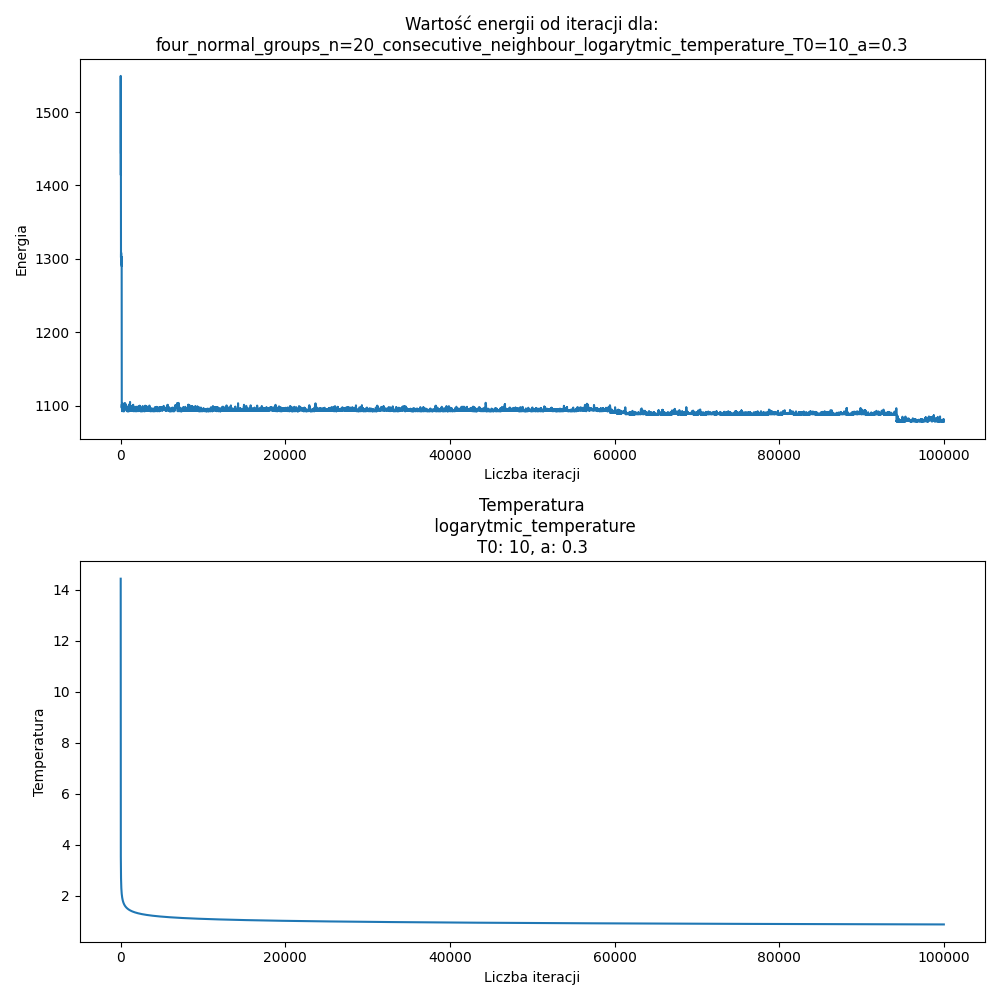 Wartość energii od iteracji dla:
four_normal_groups_n=20_consecutive_neighbour_logarytmic_temperature_T0=10_a=0.3
1500
1400
1300
1200
1100
Energia
0 20000 40000 60000 80000 100000
Liczba iteracji
Temperatura
logarytmic_temperature
T0: 10, a: 0.3
14
12
10
8
6
4
2
Temperatura
0 20000 40000 60000 80000 100000
Liczba iteracji